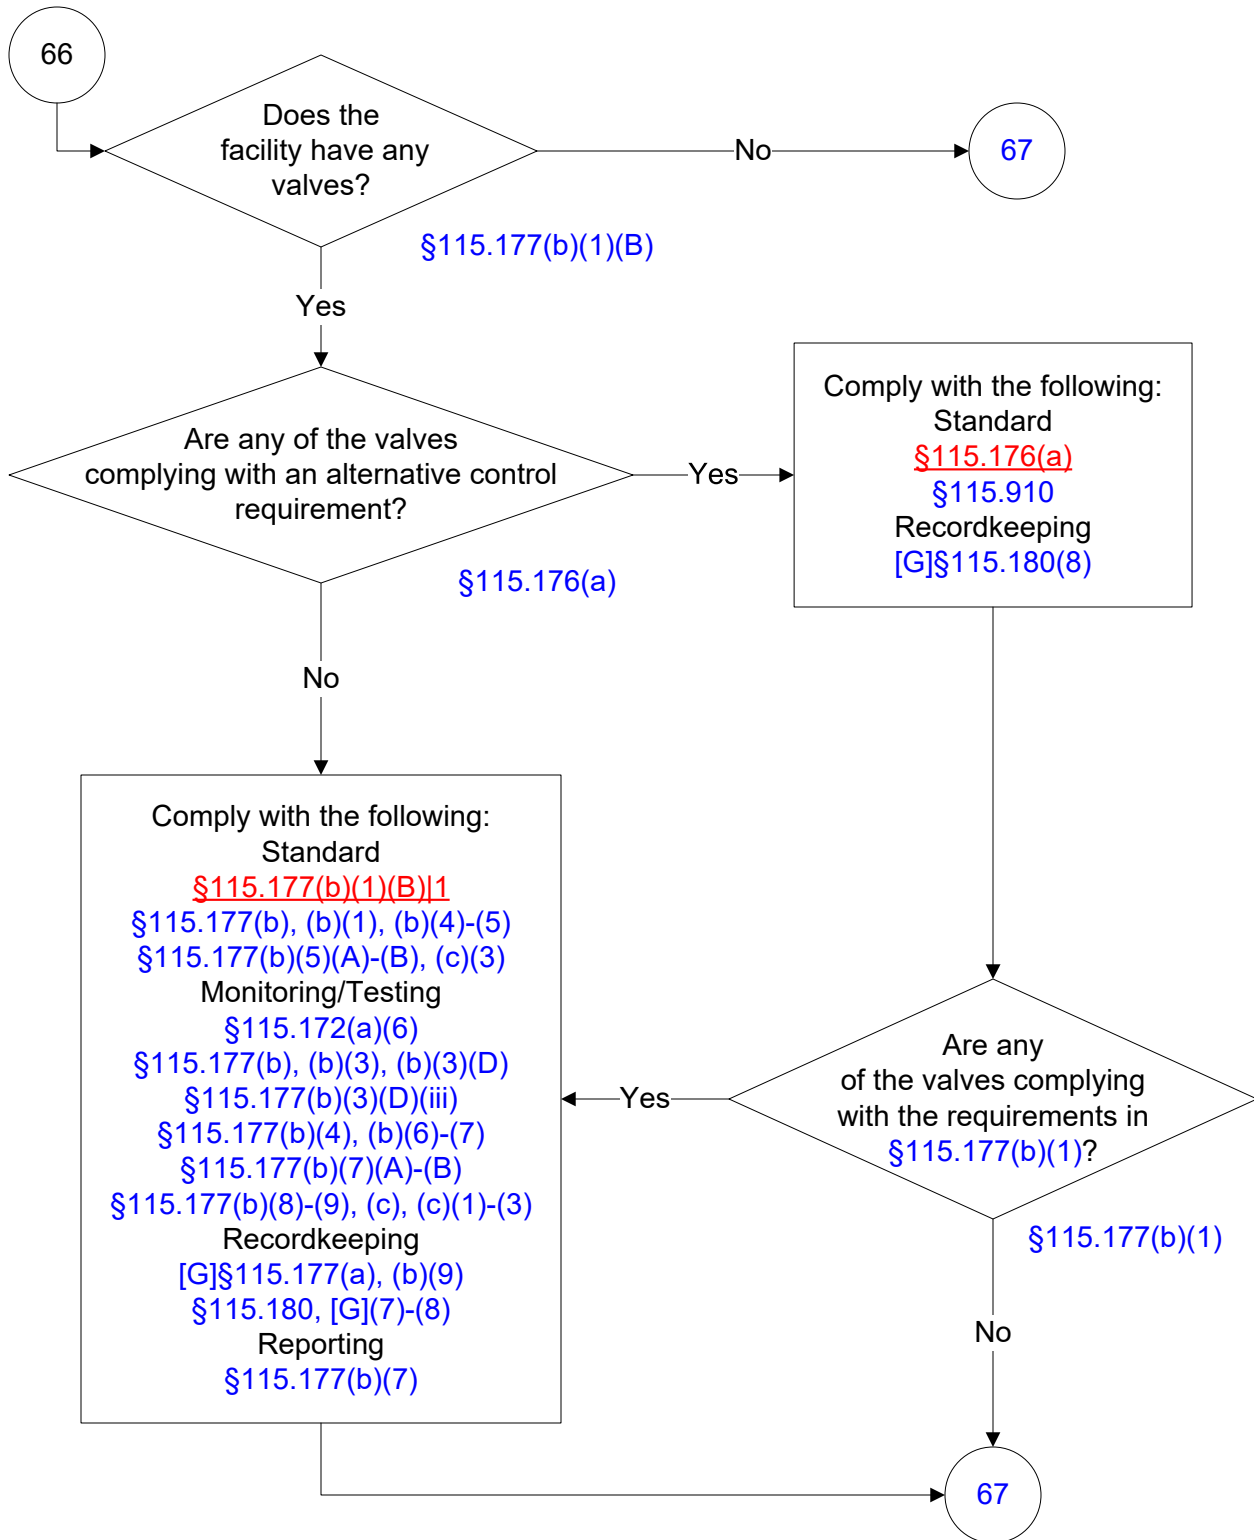 66
Does the
facility have any
valves?
No
67
§115.177(b)(1)(B)
Yes
Are any of the valves
complying with an alternative control
requirement?
Yes
§115.176(a)
Comply with the following:
Standard
§115.176(a)
§115.910
Recordkeeping
[G]§115.180(8)
No
Comply with the following:
Standard
§115.177(b)(1)(B)|1
§115.177(b), (b)(1), (b)(4)-(5)
§115.177(b)(5)(A)-(B), (c)(3)
Monitoring/Testing
§115.172(a)(6)
§115.177(b), (b)(3), (b)(3)(D)
§115.177(b)(3)(D)(iii)
§115.177(b)(4), (b)(6)-(7)
§115.177(b)(7)(A)-(B)
§115.177(b)(8)-(9), (c), (c)(1)-(3)
Recordkeeping
[G]§115.177(a), (b)(9)
§115.180, [G](7)-(8)
Reporting
§115.177(b)(7)
Yes
Are any
of the valves complying
with the requirements in
§115.177(b)(1)?
§115.177(b)(1)
No
67